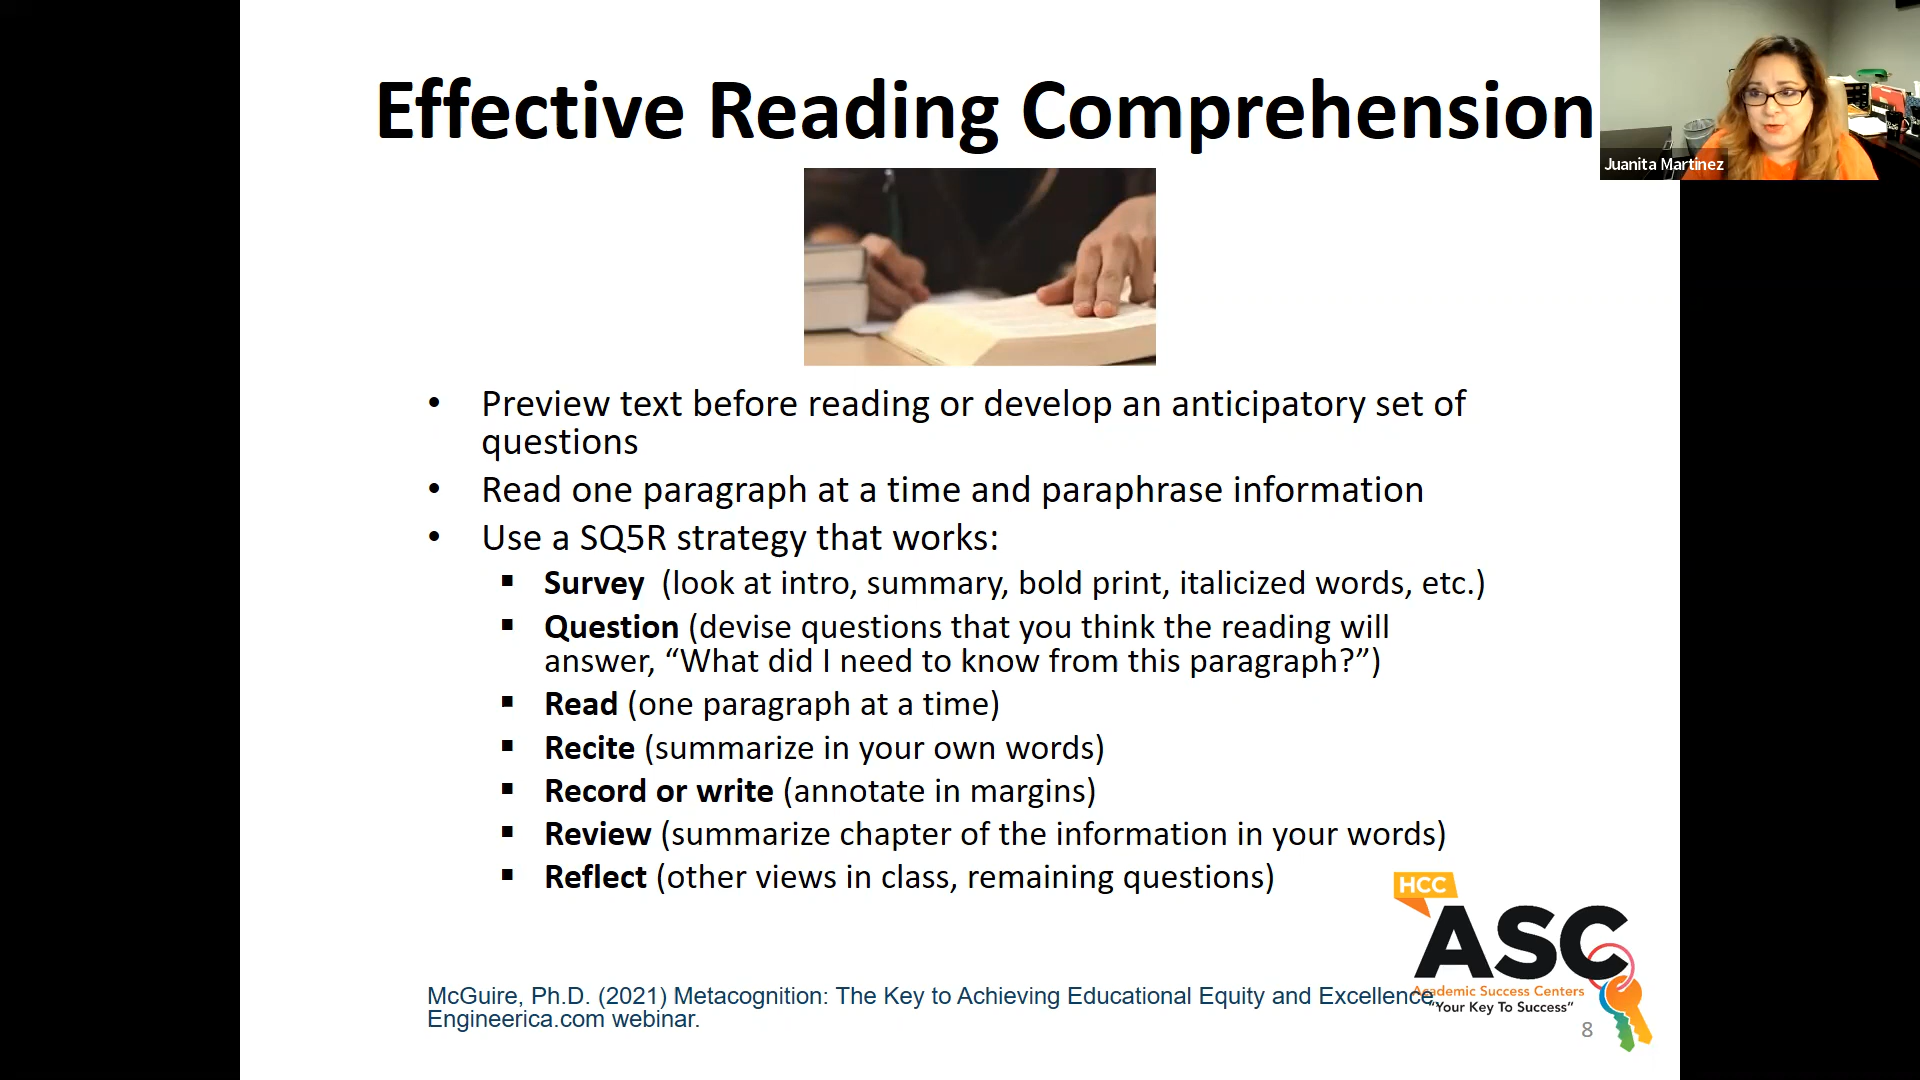 Effective Reading Comprehension
Juanita Martinez
• Preview text before reading or develop an anticipatory set of
questions
• Read one paragraph at a time and paraphrase information
• Use a SQ5R strategy that works:
▪ Survey  (look at intro, summary, bold print, italicized words, etc.)
▪ Question (devise questions that you think the reading will
answer, “What did I need to know from this paragraph?”)
▪ Read (one paragraph at a time)
▪ Recite (summarize in your own words)
▪ Record or write (annotate in margins)
▪ Review (summarize chapter of the information in your words)
▪ Reflect (other views in class, remaining questions)
HCC
ASC
Academic Success Centers
“Your Key To Success”
McGuire, Ph.D. (2021) Metacognition: The Key to Achieving Educational Equity and Excellence.
Engineerica.com webinar.
8